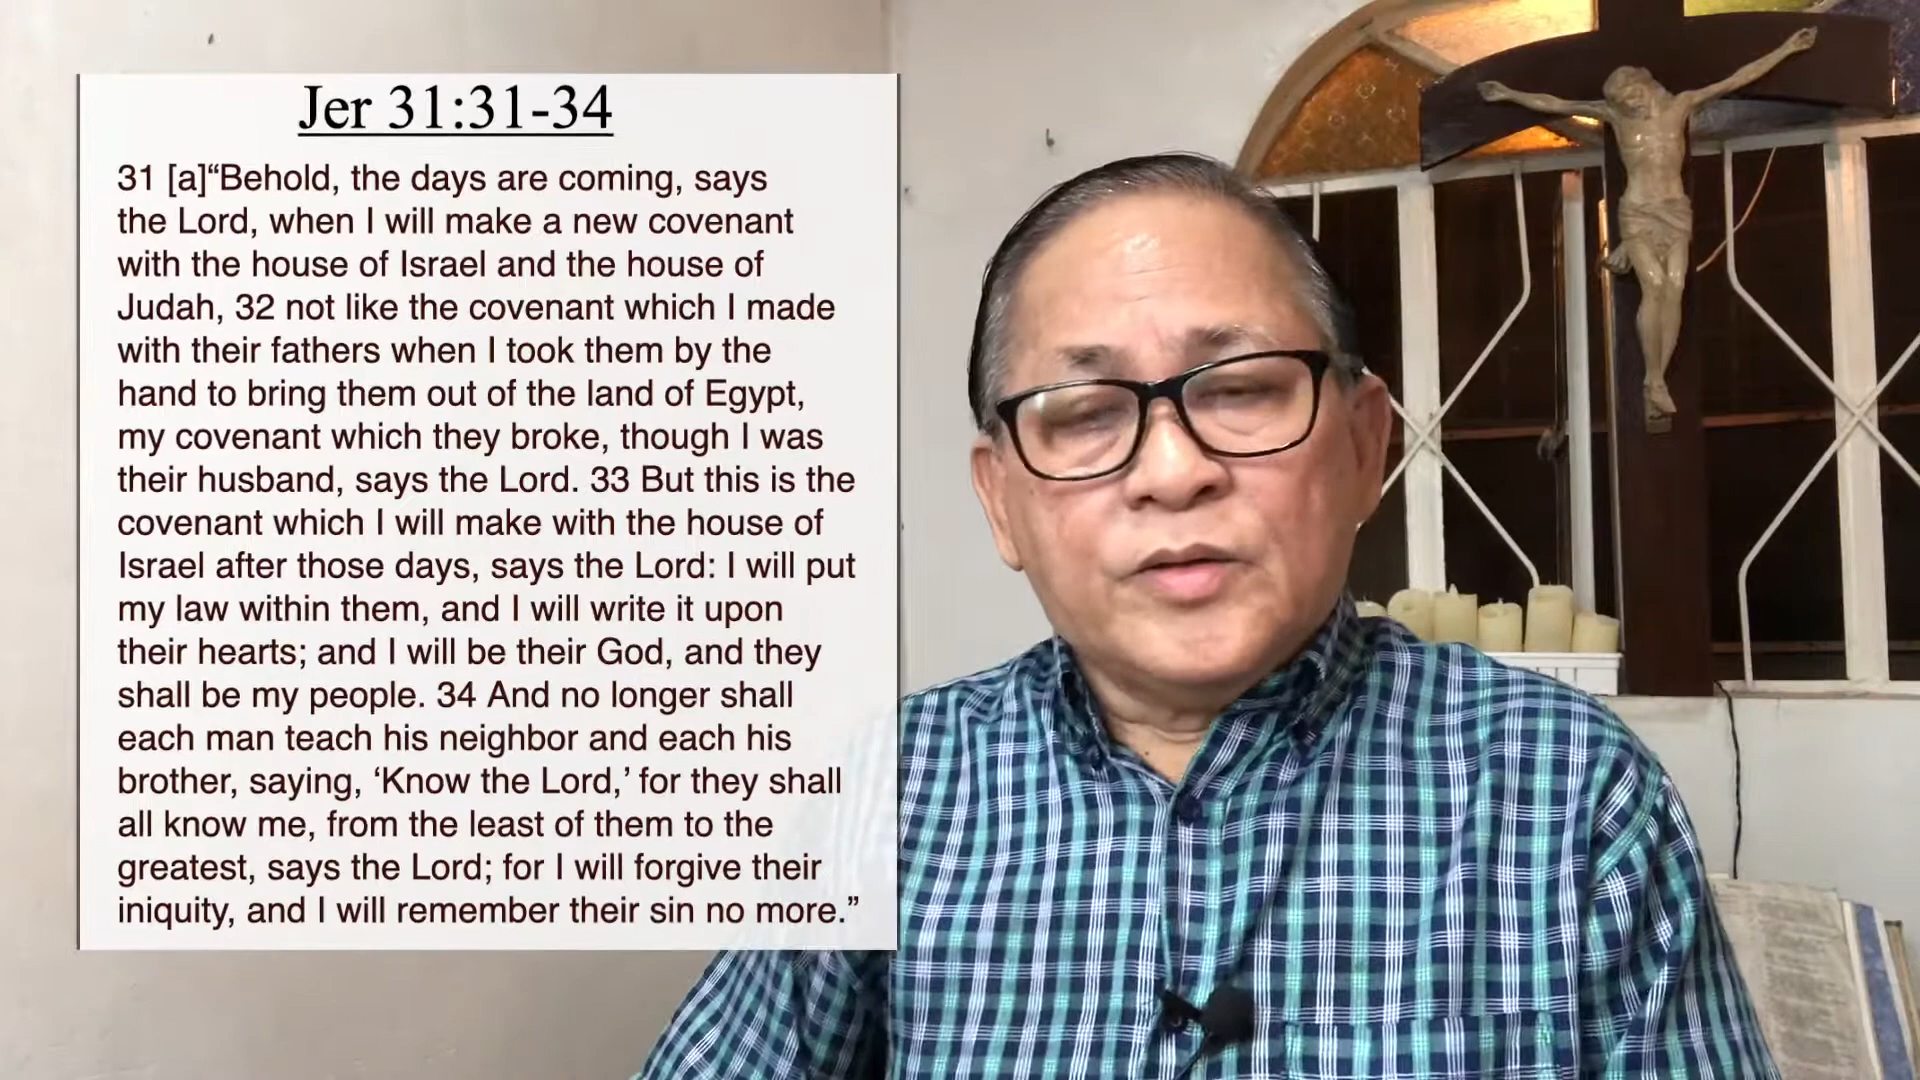 Jer 31:31-34
31 [a]“Behold, the days are coming, says
the Lord, when I will make a new covenant
with the house of Israel and the house of
Judah, 32 not like the covenant which I made
with their fathers when I took them by the
hand to bring them out of the land of Egypt,
my covenant which they broke, though I was
their husband, says the Lord. 33 But this is the
covenant which I will make with the house of
Israel after those days, says the Lord: I will put
my law within them, and I will write it upon
their hearts; and I will be their God, and they
shall be my people. 34 And no longer shall
each man teach his neighbor and each his
brother, saying, ‘Know the Lord,’ for they shall
all know me, from the least of them to the
greatest, says the Lord; for I will forgive their
iniquity, and I will remember their sin no more.”